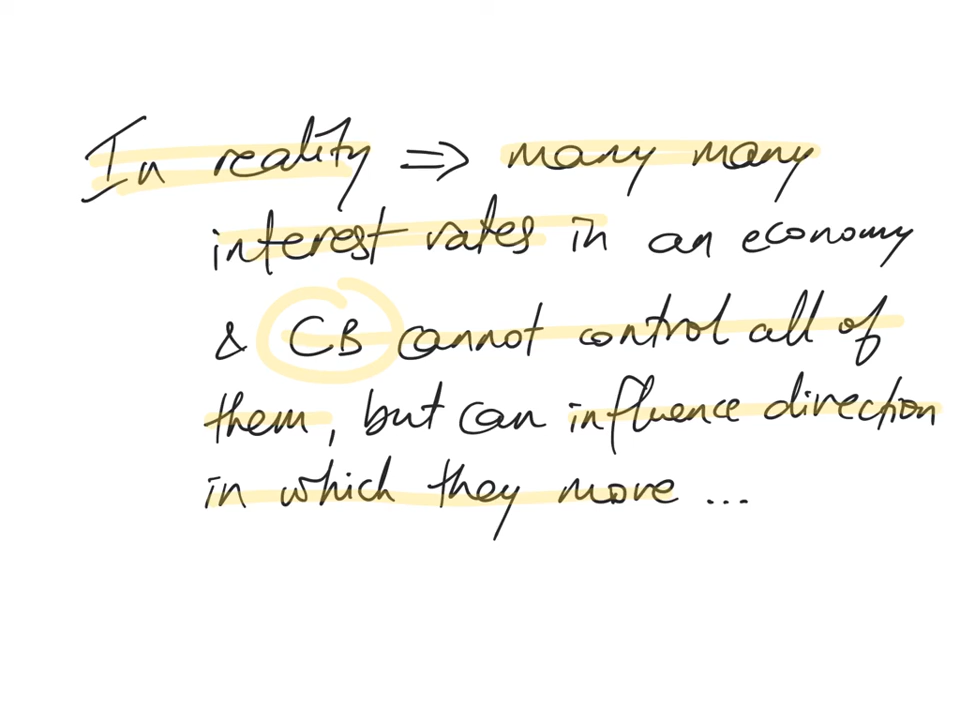 In reality => many many
interest rates in an economy
& CB cannot control all of
them, but can influence direction
in which they move ...